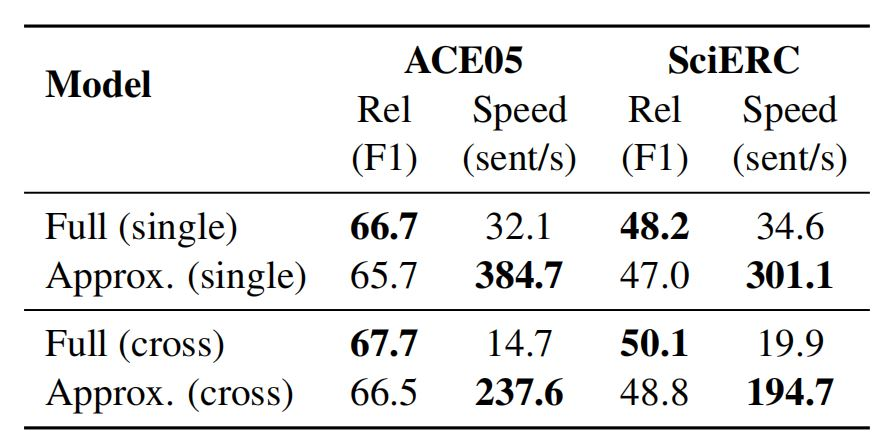 Model ACE05 SciERC
Rel Speed Rel Speed
(F1) (sent/s) (F1) (sent/s)
Full (single) 66.7 32.1 48.2 34.6
Approx. (single) 65.7 384.7 47.0 301.1
Full (cross) 67.7 14.7 50.1 19.9
Approx. (cross) 66.5 237.6 48.8 194.7